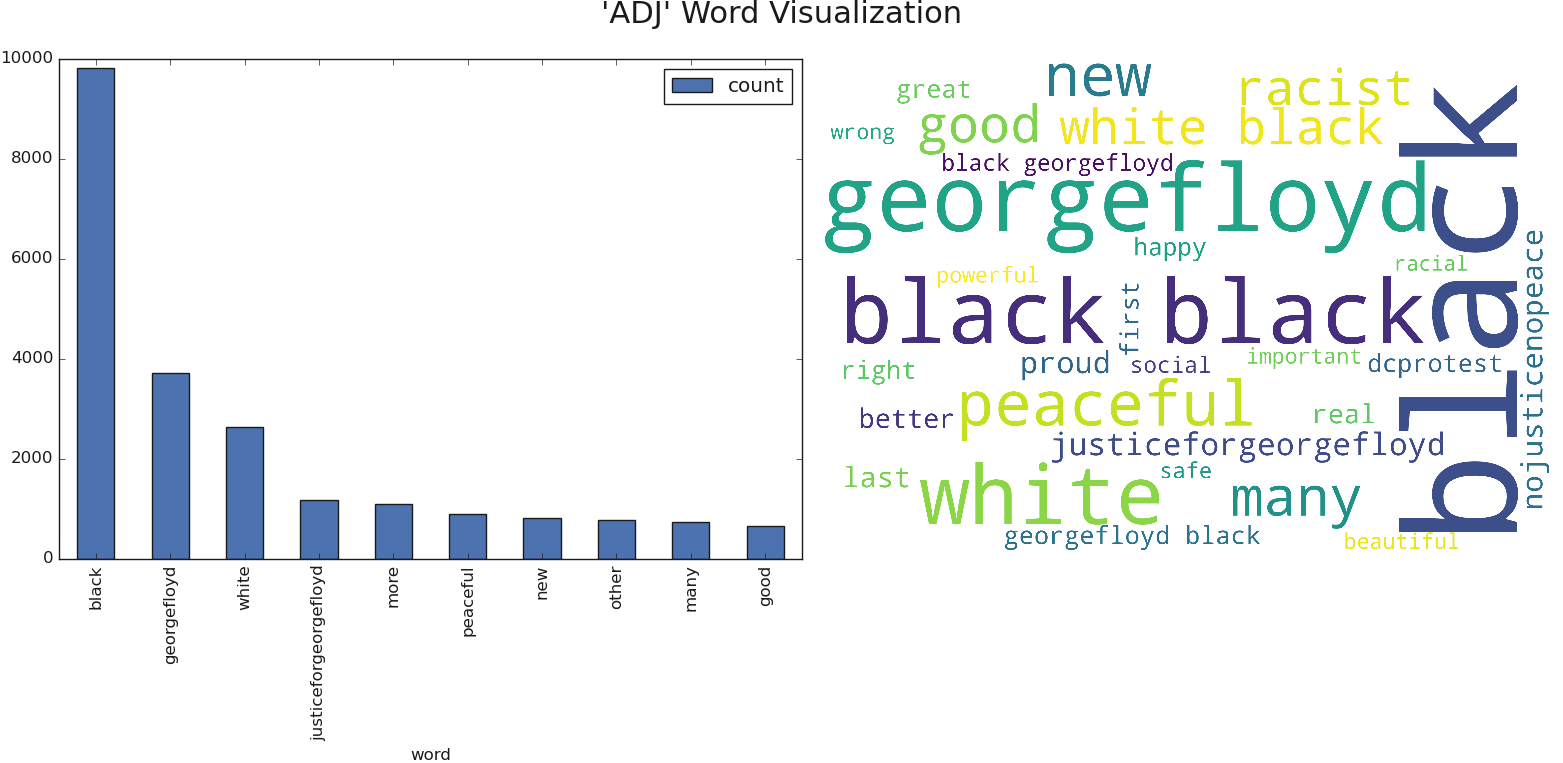 'ADJ' Word Visualization
10000
8000
6000
4000
2000
0
count
black
georgefloyd
white
justiceforgeorgefloyd
more
peaceful
new
other
many
good
word
new
great
racist
good
white black
wrong
black georgefloyd
georgefloyd
black
happy
racial
powerful
nojusticenopeace
black black
first
proud
social
important
dcprotest
right
peaceful
better
real
justiceforgeorgefloyd
last
white
safe
many
georgefloyd black
beautiful